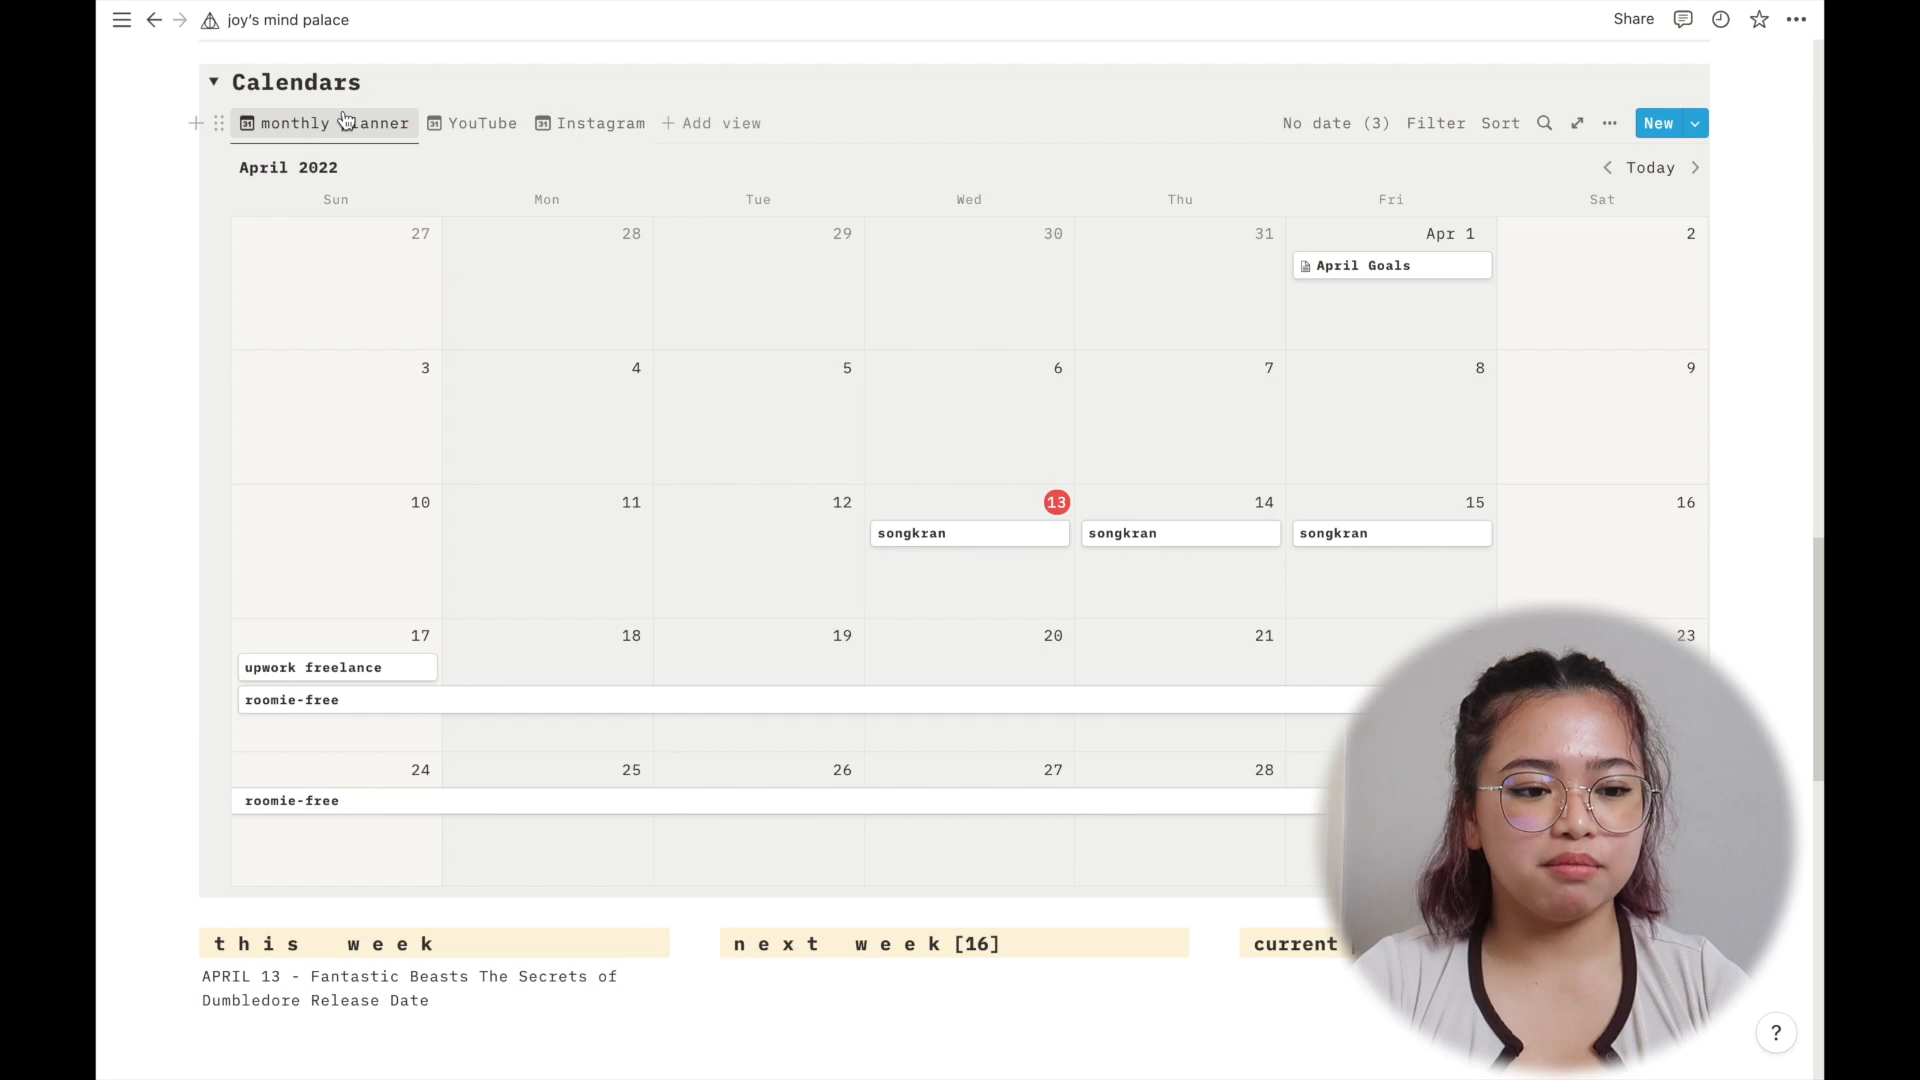 joy's mind palace
Share
Calendars
monthly planner
YouTube
Instagram
+ Add view
No date (3)
Filter
Sort
New
April 2022
Today
Sun
Mon
Tue
Wed
Thu
Fri
Sat
27
28
29
30
31
Apr 1
2
April Goals
3
4
5
6
7
8
9
10
11
12
13
14
15
16
songkran
songkran
songkran
17
18
19
20
21
23
upwork freelance
roomie-free
24
25
26
27
28
roomie-free
this week
next week[16]
current
APRIL 13 - Fantastic Beasts The Secrets of
Dumbledore Release Date
?